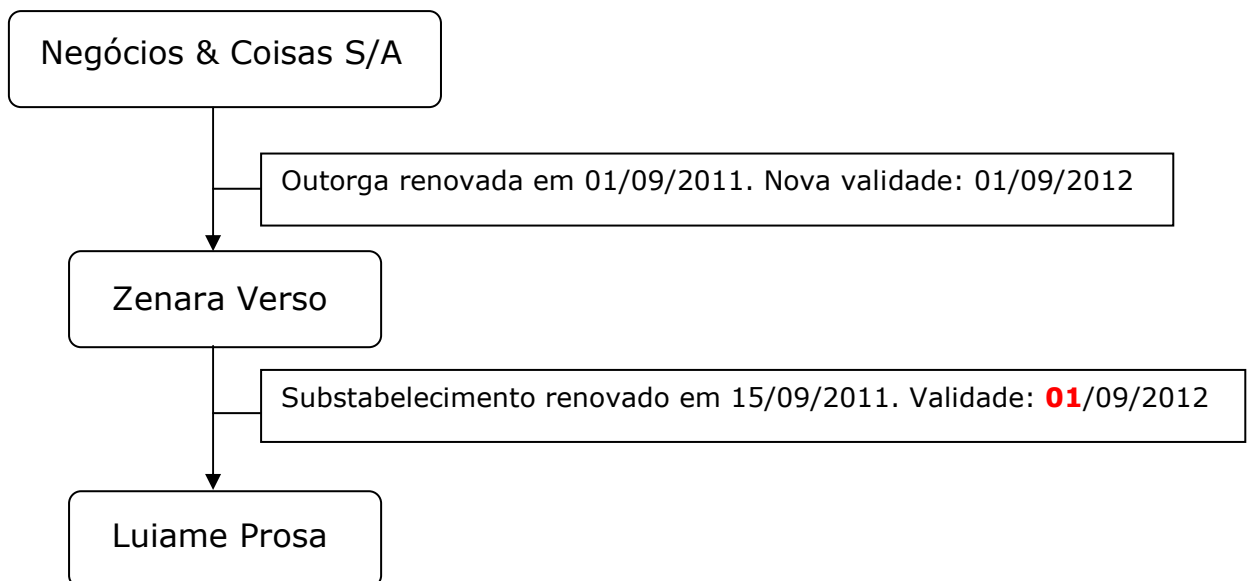 Negócios & Coisas S/A
Outorga renovada em 01/09/2011. Nova validade: 01/09/2012
Zenara Verso
Substabelecimento renovado em 15/09/2011. Validade: 01/09/2012
Luiame Prosa